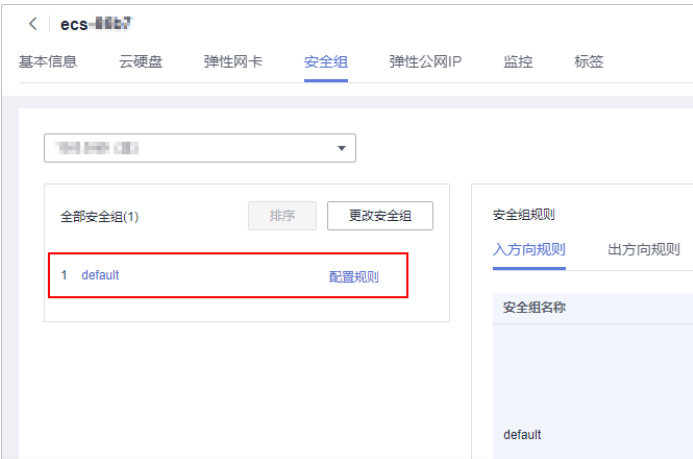 ecs-
基本信息 云硬盘 弹性网卡 安全组 弹性公网IP 监控 标签
全部安全组(1) 排序 更改安全组
1 default 配置规则
安全组规则
入方向规则 出方向规则
安全组名称
default